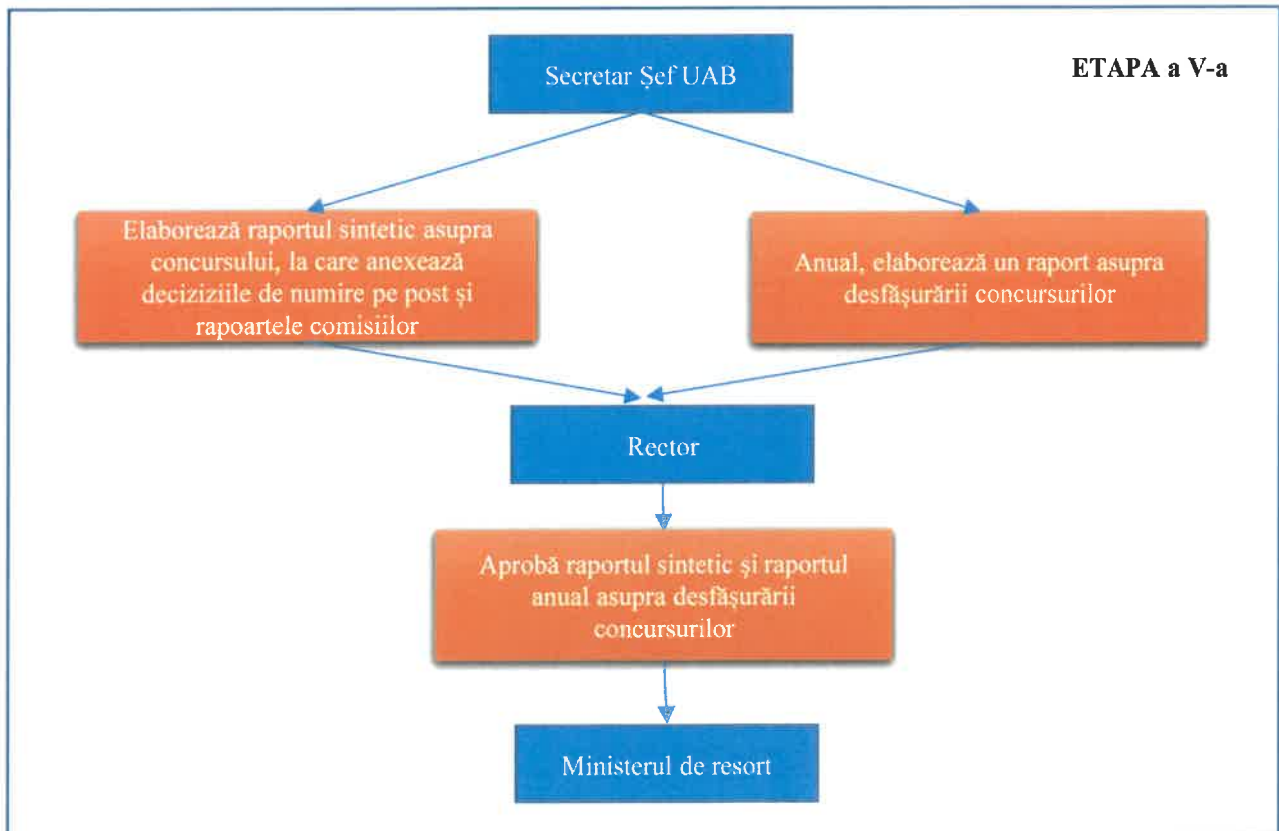 Secretar Șef UAB
ETAPA a V-a
Elaborează raportul sintetic asupra
concursului, la care anexează
deciziziile de numire pe post și
rapoartele comisiilor
Anual, elaborează un raport asupra
desfășurării concursurilor
Rector
Aprobă raportul sintetic și raportul
anual asupra desfășurării
concursurilor
Ministerul de resort